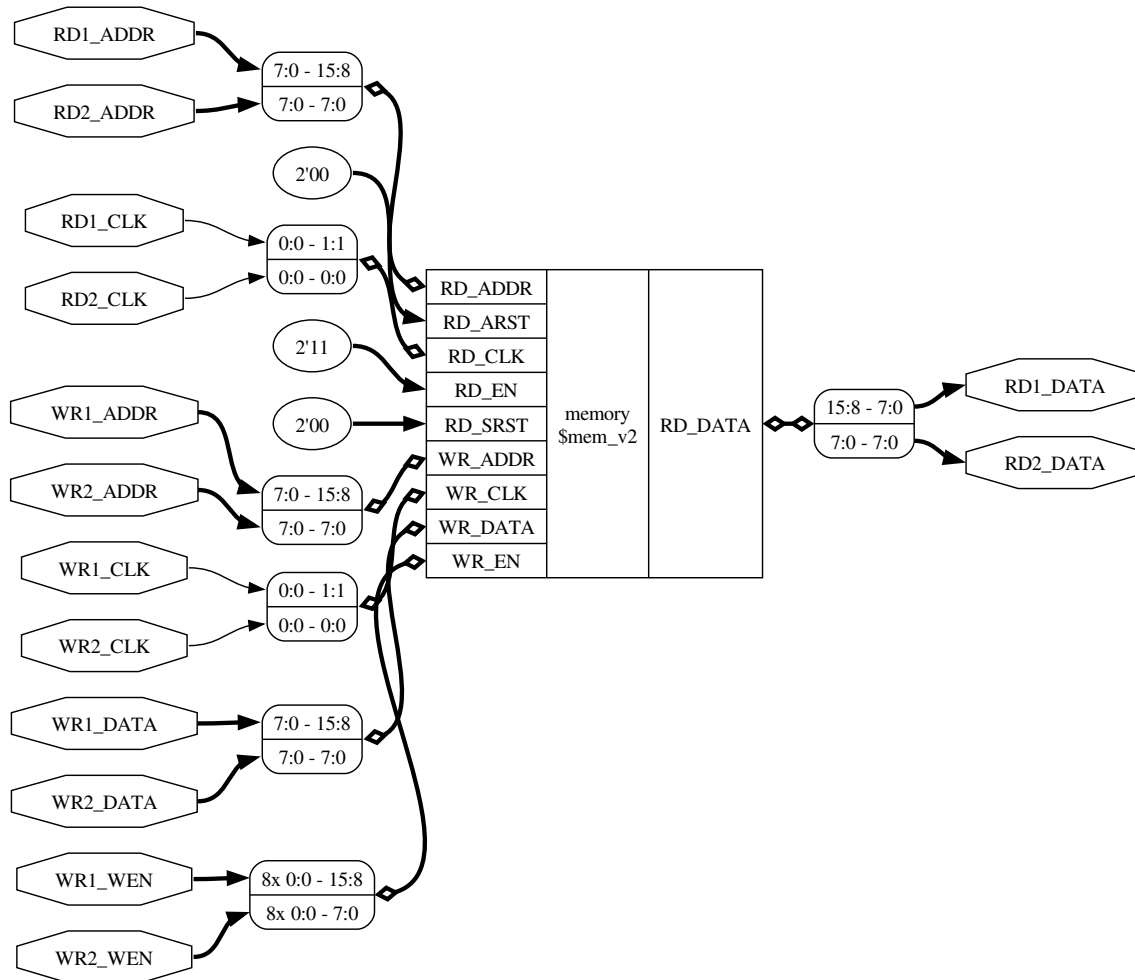 RD1_ADDR
RD2_ADDR
7:0 - 15:8
7:0 - 7:0
2'00
RD1_CLK
RD2_CLK
0:0 - 1:1
0:0 - 0:0
2'11
2'00
WR1_ADDR
WR2_ADDR
7:0 - 15:8
7:0 - 7:0
WR1_CLK
WR2_CLK
0:0 - 1:1
0:0 - 0:0
WR1_DATA
WR2_DATA
7:0 - 15:8
7:0 - 7:0
WR1_WEN
WR2_WEN
8x 0:0 - 15:8
8x 0:0 - 7:0
RD_ADDR
RD_ARST
RD_CLK
RD_EN
RD_SRST
WR_ADDR
WR_CLK
WR_DATA
WR_EN
memory
$mem_v2
RD_DATA
15:8 - 7:0
7:0 - 7:0
RD1_DATA
RD2_DATA